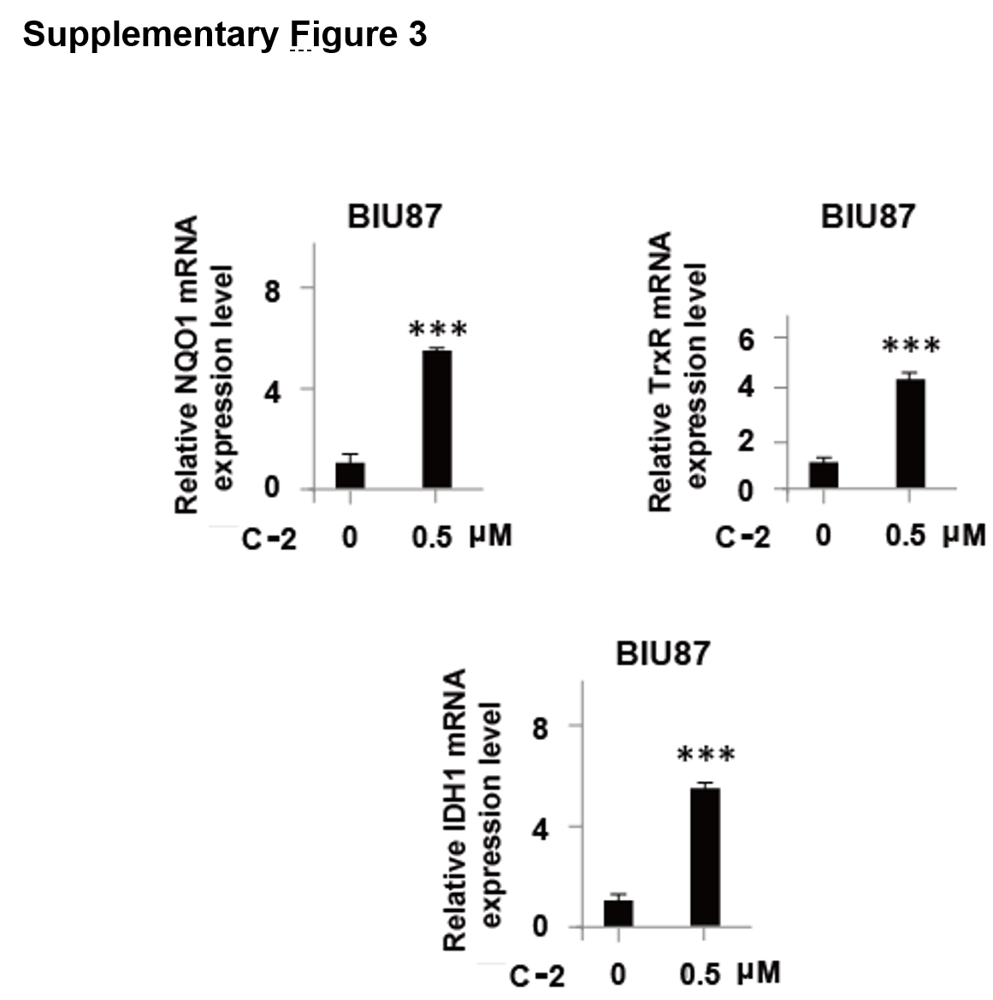 Supplementary Figure 3
BIU87
Relative NQO1 mRNA
expression level
8
***
4
0
C-2 0 0.5 µM
BIU87
Relative TrxR mRNA
expression level
6
***
4
2
0
C-2 0 0.5 µM
BIU87
Relative IDH1 mRNA
expression level
8
***
4
0
C-2 0 0.5 µM